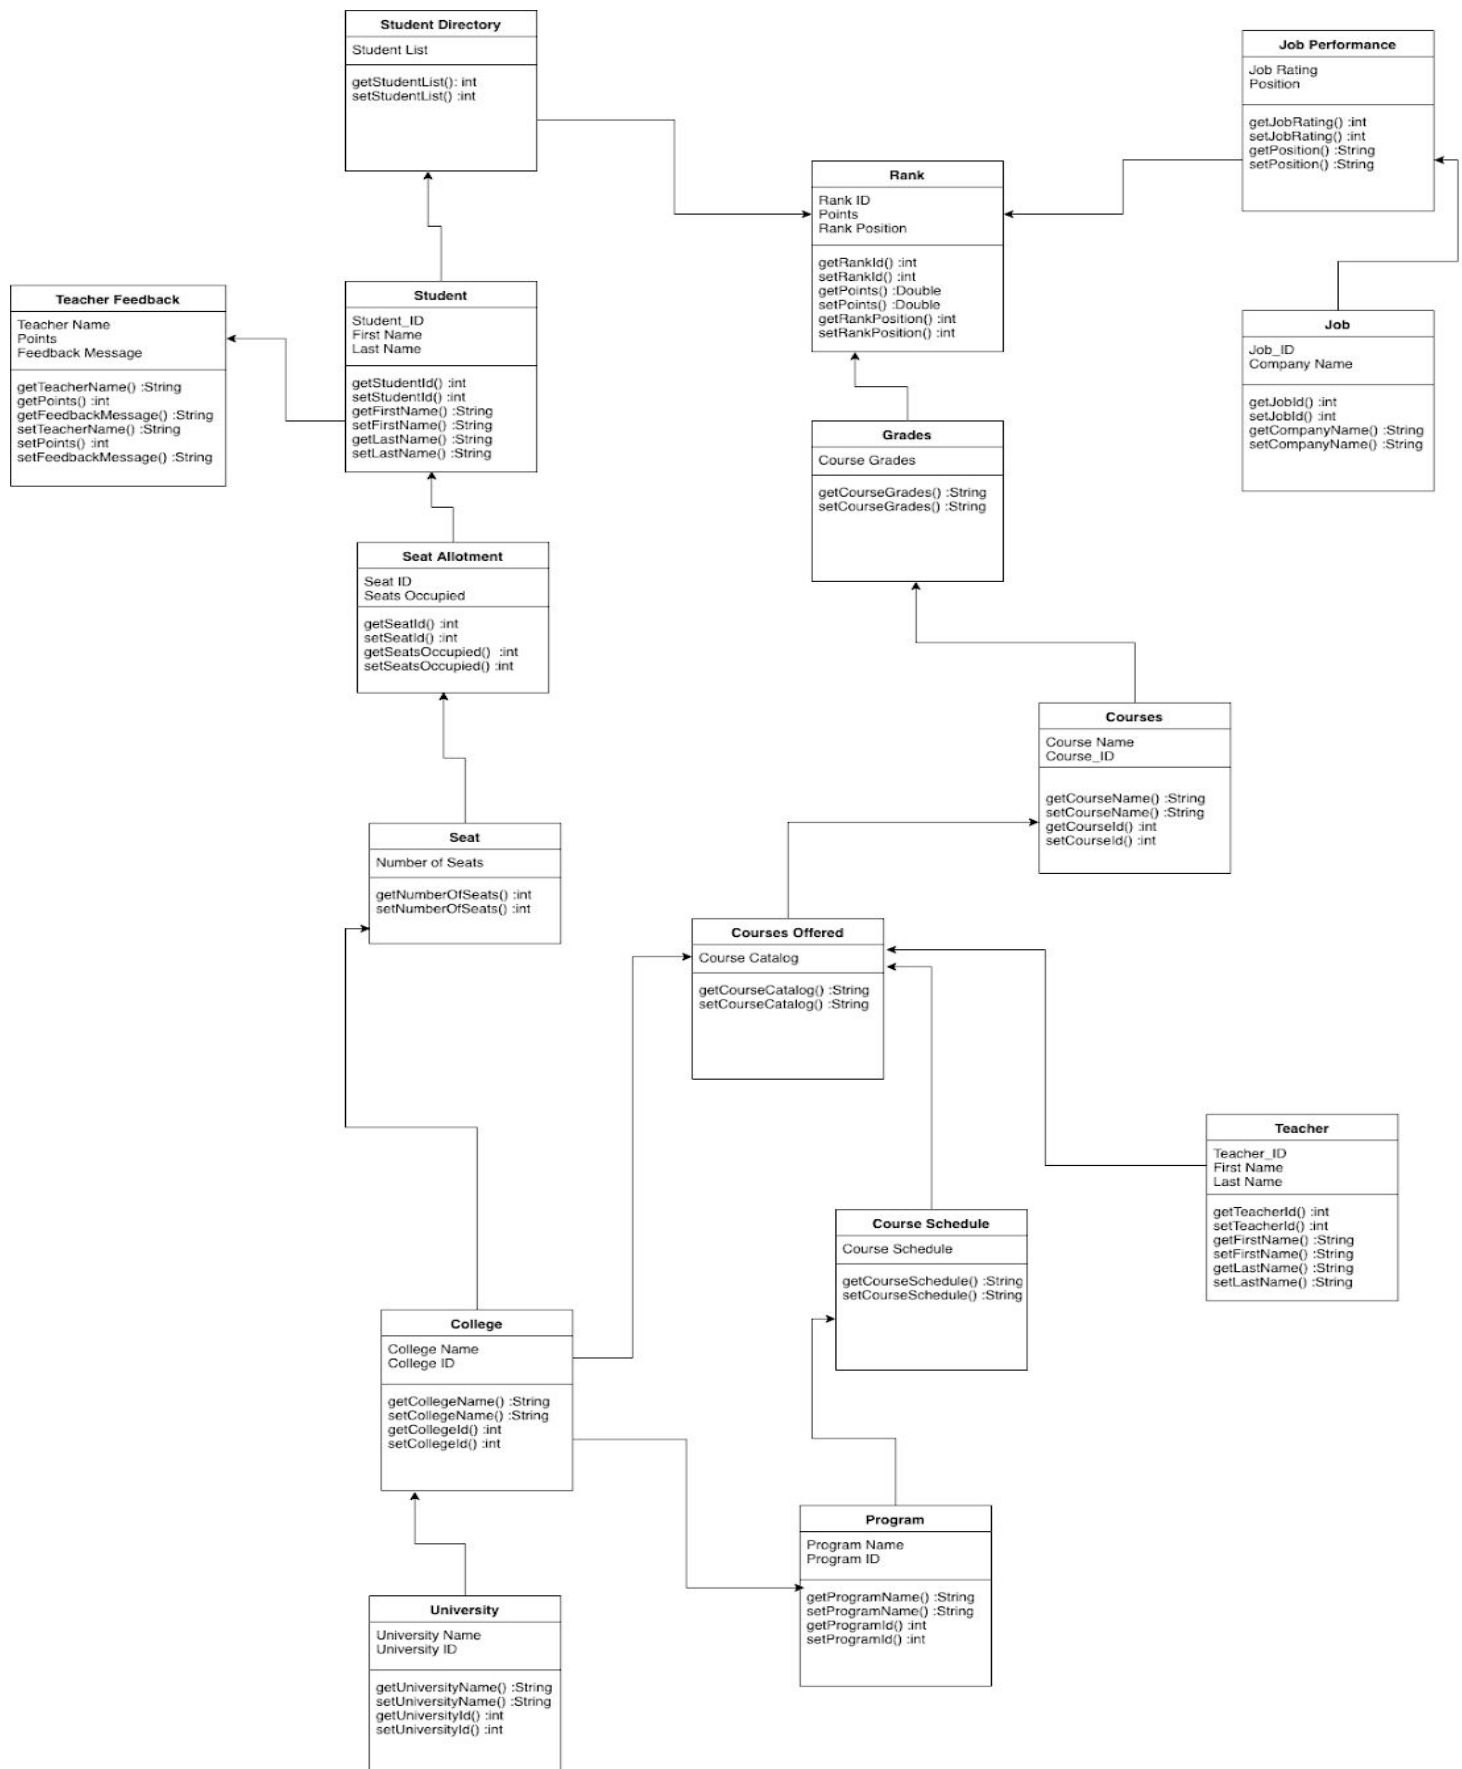 Student Directory
Student List
getStudentList(): int
setStudentList() :int
Job Performance
Job Rating
Position
getJobRating() :int
setJobRating() :int
getPosition() :String
setPosition() :String
Rank
Rank ID
Points
Rank Position
getRankId() :int
setRankId() :int
getPoints() :Double
setPoints() :Double
getRankPosition() :int
setRankPosition() :int
Teacher Feedback
Teacher Name
Points
Feedback Message
getTeacherName() :String
getPoints() :int
getFeedbackMessage() :String
setTeacherName() :String
setPoints() :int
setFeedbackMessage() :String
Student
Student_ID
First Name
Last Name
getStudentId() :int
setStudentId() :int
getFirstName() :String
setFirstName() :String
getLastName() :String
setLastName() :String
Job
Job_ID
Company Name
getJobId() :int
setJobId() :int
getCompanyName() :String
setCompanyName() :String
Grades
Course Grades
getCourseGrades() :String
setCourseGrades() :String
Seat Allotment
Seat ID
Seats Occupied
getSeatId() :int
setSeatId() :int
getSeatsOccupied() :int
setSeatsOccupied() :int
Courses
Course Name
Course_ID
getCourseName() :String
setCourseName() :String
getCourseId() :int
setCourseId() :int
Seat
Number of Seats
getNumberOfSeats() :int
setNumberOfSeats() :int
Courses Offered
Course Catalog
getCourseCatalog() :String
setCourseCatalog() :String
Teacher
Teacher_ID
First Name
Last Name
getTeacherId() :int
setTeacherId() :int
getFirstName() :String
setFirstName() :String
getLastName() :String
setLastName() :String
Course Schedule
Course Schedule
getCourseSchedule() :String
setCourseSchedule() :String
College
College Name
College ID
getCollegeName() :String
setCollegeName() :String
getCollegeId() :int
setCollegeId() :int
Program
Program Name
Program ID
getProgramName() :String
setProgramName() :String
getProgramId() :int
setProgramId() :int
University
University Name
University ID
getUniversityName() :String
setUniversityName() :String
getUniversityId() :int
setUniversityId() :int